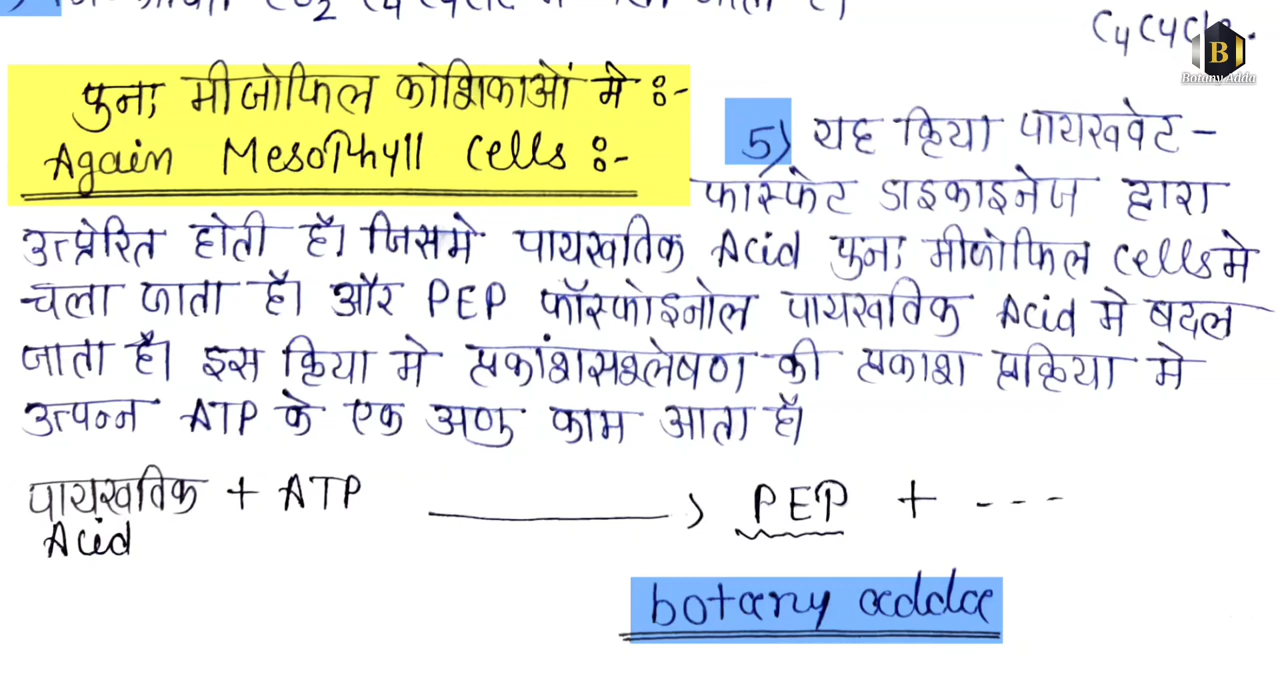 C4 Cycle.
B
Botany Adda
पुनः मीजोफिल कोशिकाओं मे :-
Again Mesophyll Cells :-
5) यह क्रिया पायरुवेट -
फास्फेट डाइकाइनेज द्वारा
उत्प्रेरित होती है। जिसमे पायरुविक Acid पुनः मीजोफिल Cells मे
चला जाता है। और PEP फॉस्फोइनोल पायरुविक Acid मे बदल
जाता है। इस क्रिया मे प्रकांशसश्लेषण की प्रकाश प्रक्रिया मे
उत्पन्न ATP के एक अणु काम आता है।
पायरुविक + ATP ⟶ PEP + ---
Acid
botany adda